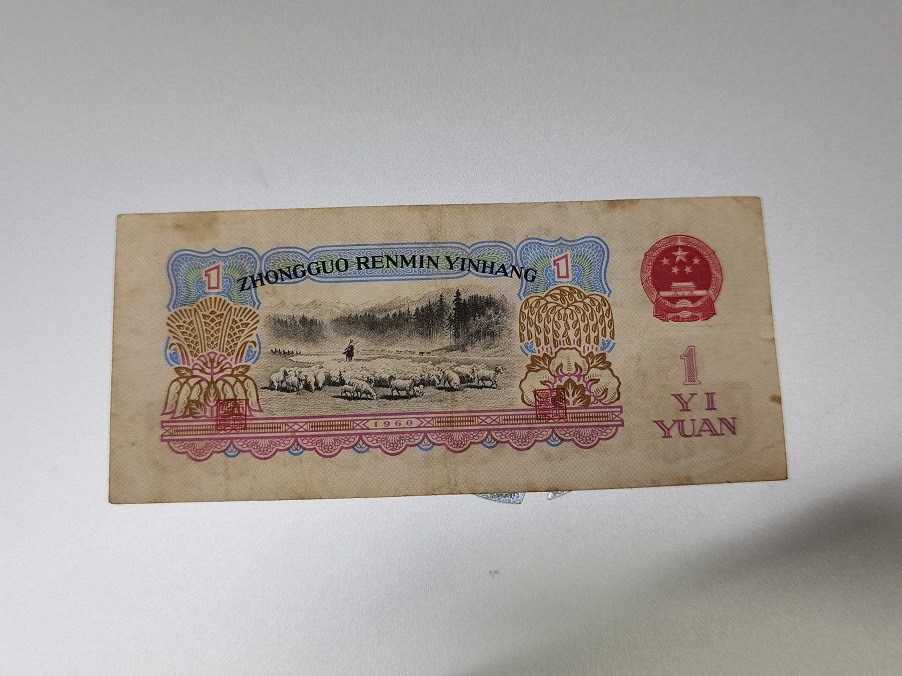 ZHONGGUO RENMIN YINHANG
1
1
1960
1
YI
YUAN